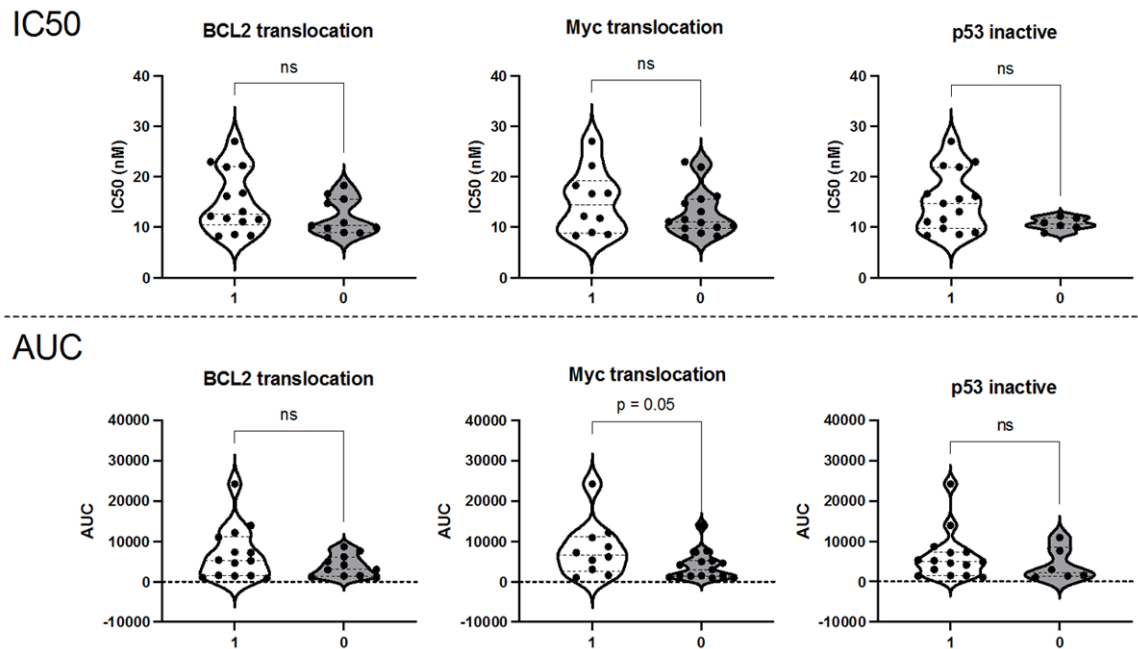 IC50
BCL2 translocation
Myc translocation
p53 inactive
ns
ns
ns
IC50 (nM)
40
30
20
10
0
1
0
IC50 (nM)
40
30
20
10
0
1
0
IC50 (nM)
40
30
20
10
0
1
0
AUC
BCL2 translocation
Myc translocation
p53 inactive
ns
p = 0.05
ns
AUC
40000
30000
20000
10000
0
-10000
1
0
AUC
40000
30000
20000
10000
0
-10000
1
0
AUC
40000
30000
20000
10000
0
-10000
1
0